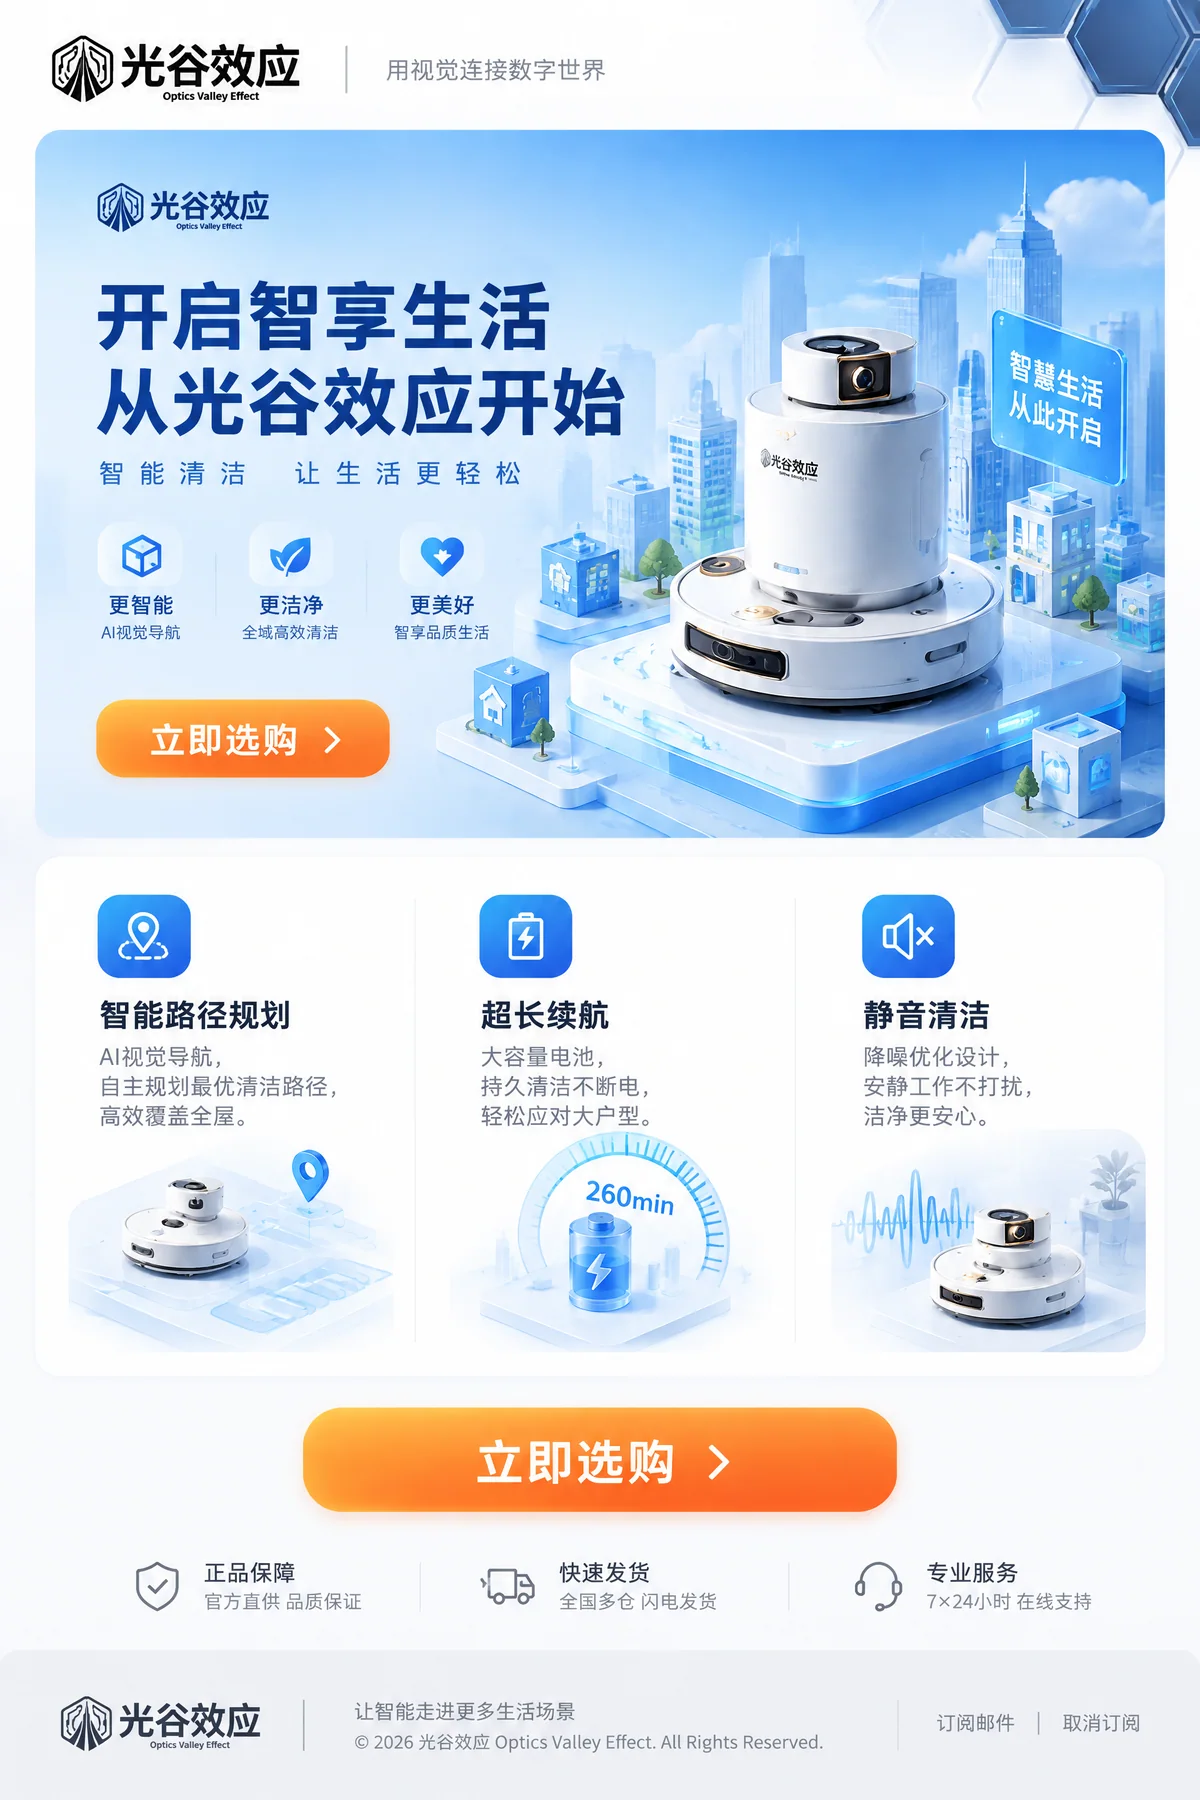 光谷效应
Optics Valley Effect
用视觉连接数字世界
光谷效应
Optics Valley Effect
开启智享生活
从光谷效应开始
智能清洁 让生活更轻松
更智能
AI视觉导航
更洁净
全域高效清洁
更美好
智享品质生活
立即选购
智慧生活
从此开启
光谷效应
智能路径规划
AI视觉导航,
自主规划最优清洁路径,
高效覆盖全屋。
超长续航
大容量电池,
持久清洁不断电,
轻松应对大户型。
260min
静音清洁
降噪优化设计,
安静工作不打扰,
洁净更安心。
立即选购
正品保障
官方直供 品质保证
快速发货
全国多仓 闪电发货
专业服务
7×24小时 在线支持
光谷效应
Optics Valley Effect
让智能走进更多生活场景
© 2026 光谷效应 Optics Valley Effect. All Rights Reserved.
订阅邮件
取消订阅